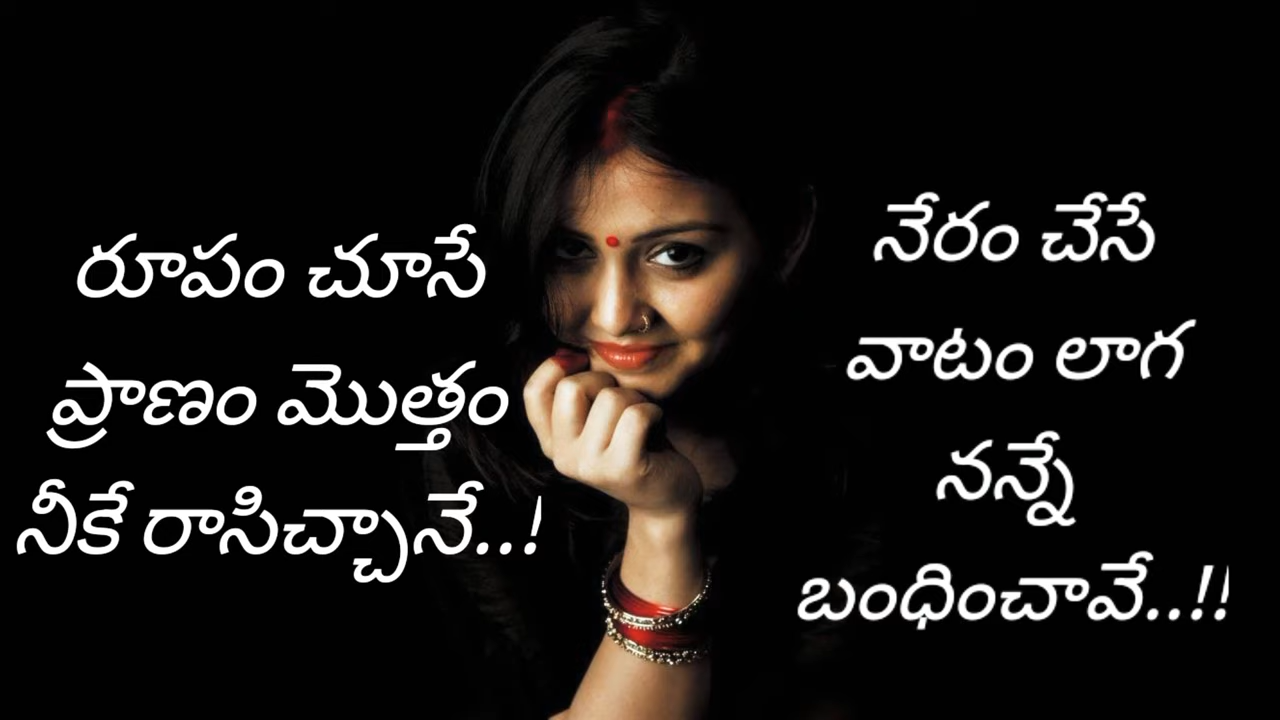 రూపం చూసే
ప్రాణం మొత్తం
నీకే రాసిచ్చానే..!
నేరం చేసే
వాటం లాగ
నన్నే
బంధించావే..!!